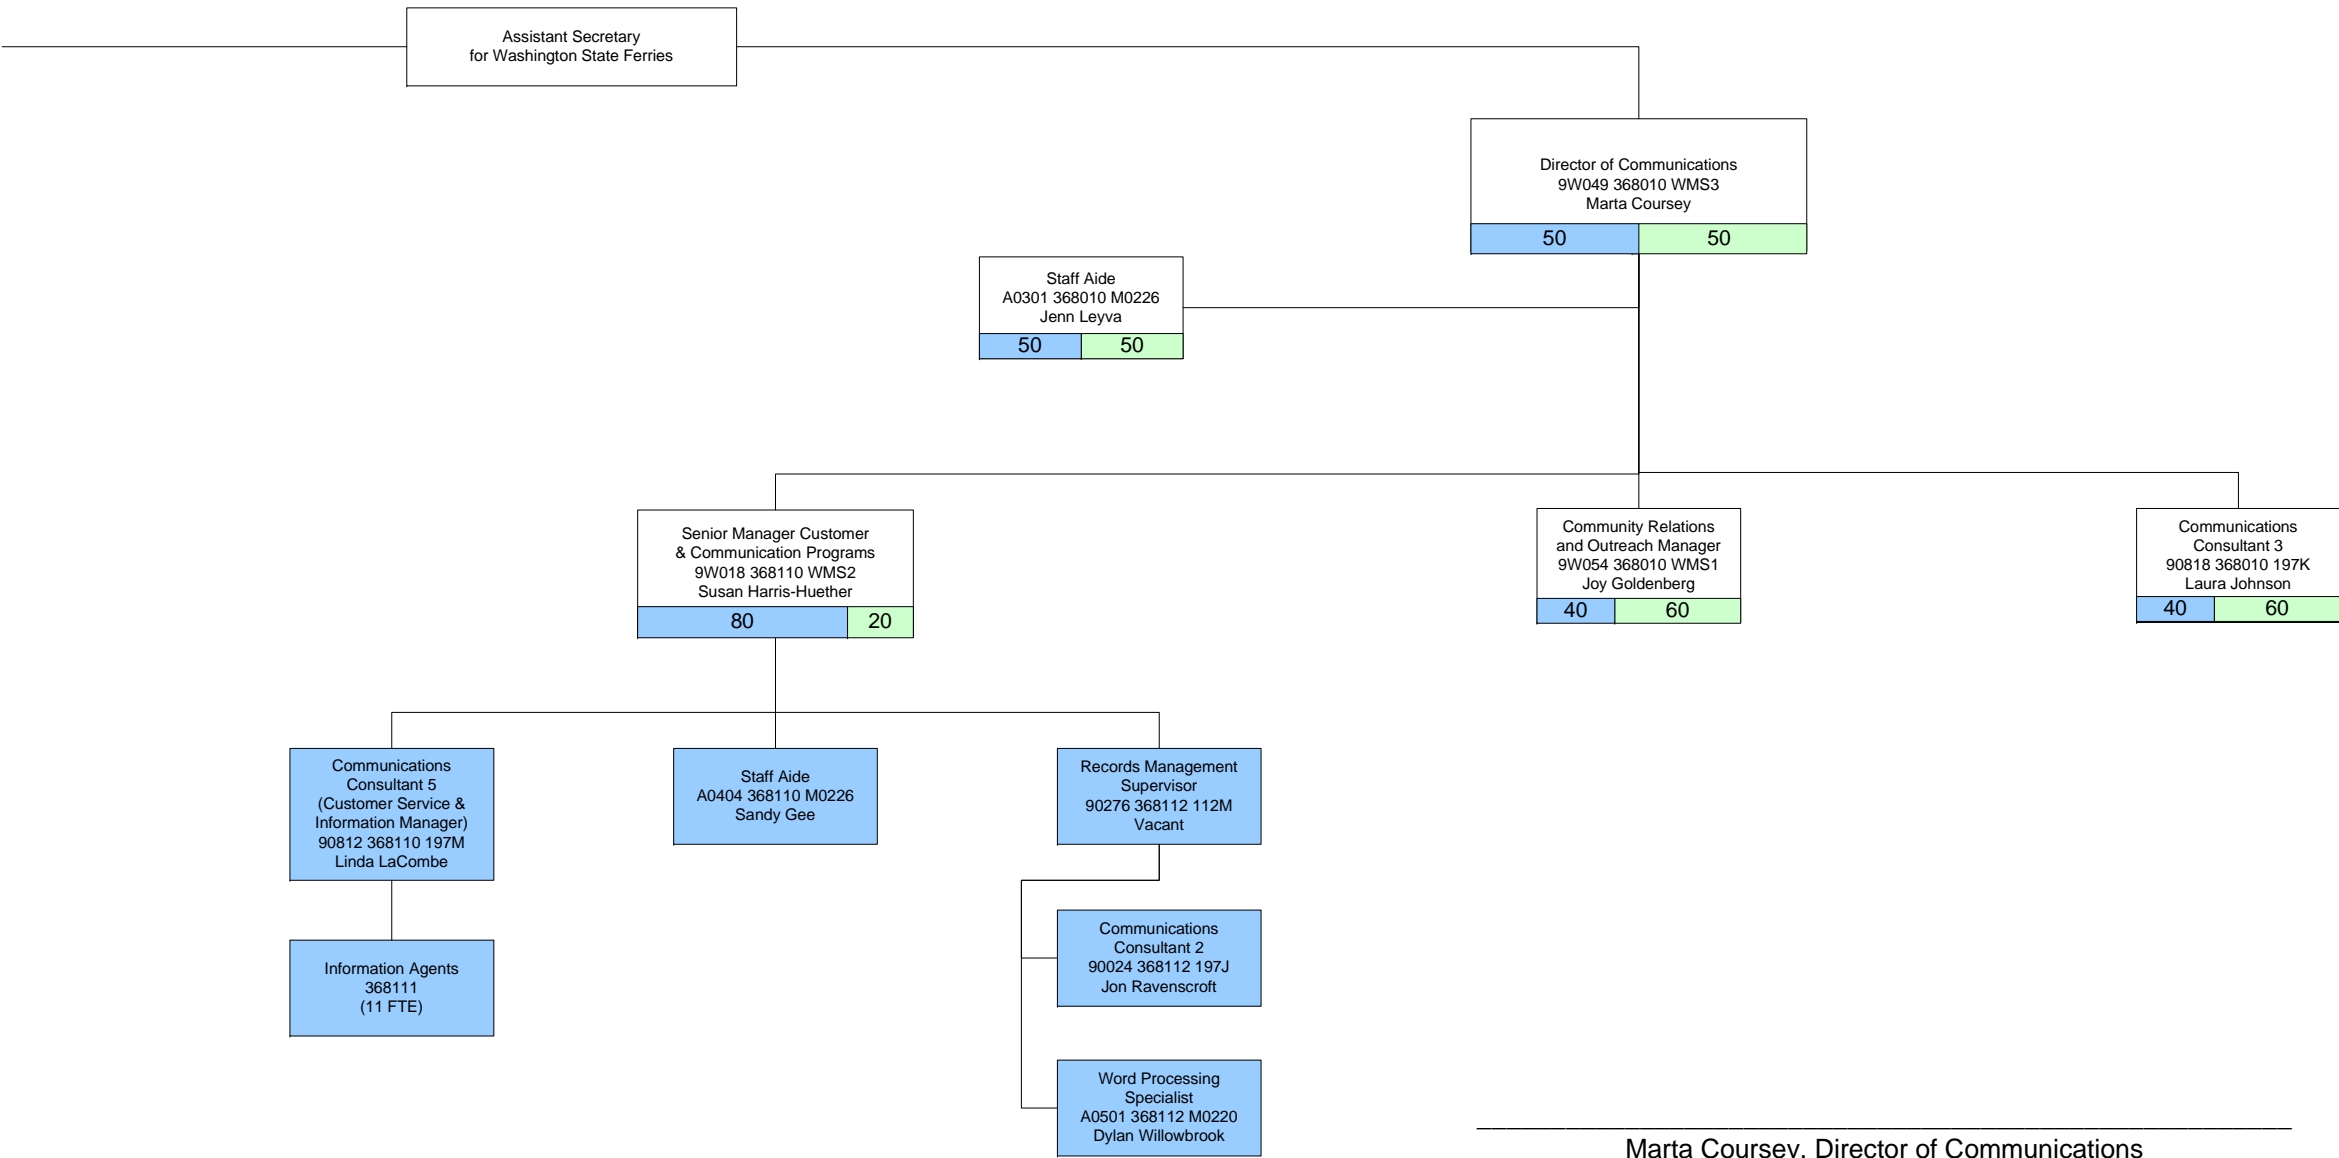 Assistant Secretary
for Washington State Ferries
Director of Communications
9W049 368010 WMS3
Marta Coursey
50 50
Staff Aide
A0301 368010 M0226
Jenn Leyva
50 50
Senior Manager Customer
& Communication Programs
9W018 368110 WMS2
Susan Harris-Huether
80 20
Community Relations
and Outreach Manager
9W054 368010 WMS1
Joy Goldenberg
40 60
Communications
Consultant 3
90818 368010 197K
Laura Johnson
40 60
Communications
Consultant 5
(Customer Service &
Information Manager)
90812 368110 197M
Linda LaCombe
Staff Aide
A0404 368110 M0226
Sandy Gee
Records Management
Supervisor
90276 368112 112M
Vacant
Information Agents
368111
(11 FTE)
Communications
Consultant 2
90024 368112 197J
Jon Ravenscroft
Word Processing
Specialist
A0501 368112 M0220
Dylan Willowbrook
Marta Coursey, Director of Communications